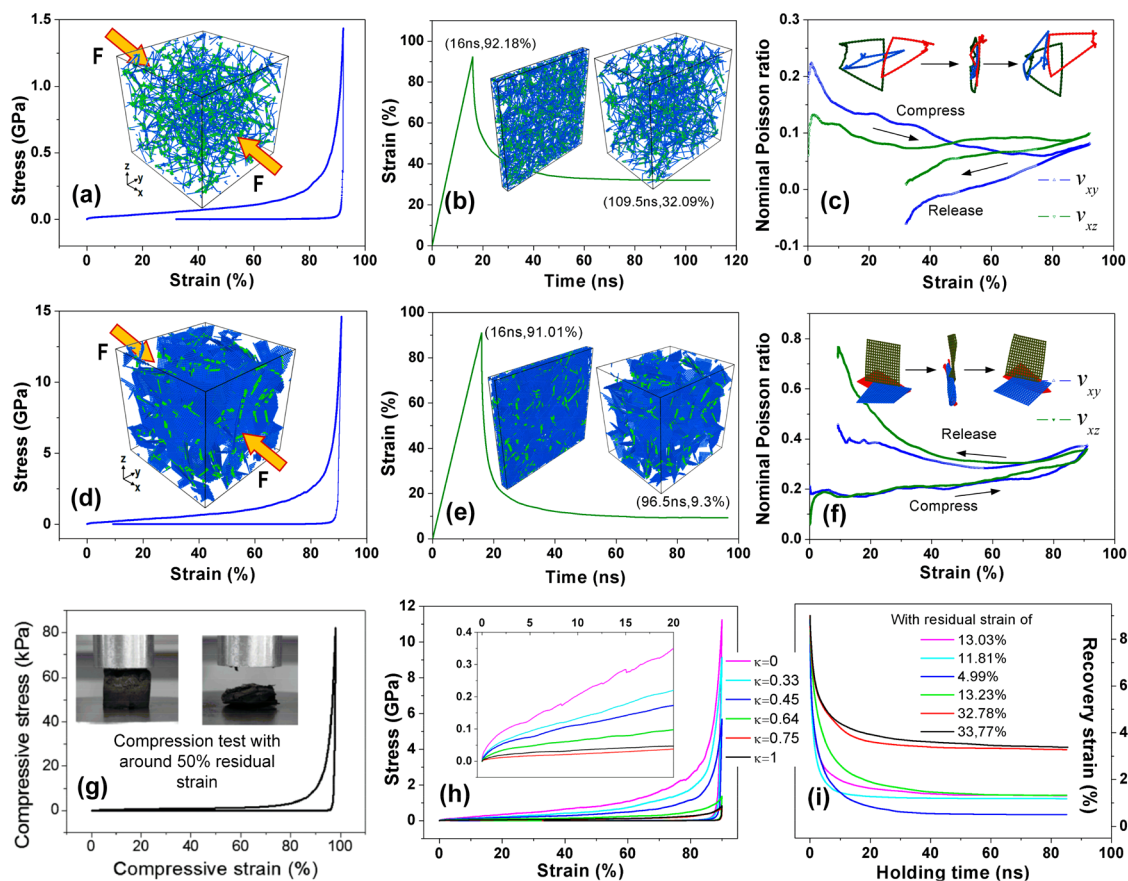 1.5
1.0
0.5
0.0
Stress (GPa)
F
F
z
y
x
(a)
0 20 40 60 80 100
Strain (%)
100
80
60
40
20
0
Strain (%)
(16ns,92.18%)
(b)
(109.5ns,32.09%)
0 20 40 60 80 100 120
Time (ns)
0.3
0.2
0.1
0.0
-0.1
Nominal Poisson ratio
Compress
(c)
Release
νxy
νxz
0 20 40 60 80 100
Strain (%)
15
10
5
0
Stress (GPa)
F
F
z
y
x
(d)
0 20 40 60 80 100
Strain (%)
100
80
60
40
20
0
Strain (%)
(16ns,91.01%)
(e)
(96.5ns,9.3%)
0 20 40 60 80 100
Time (ns)
0.8
0.6
0.4
0.2
0.0
Nominal Poisson ratio
νxy
νxz
Release
Compress
(f)
0 20 40 60 80 100
Strain (%)
80
60
40
20
0
Compressive stress (kPa)
Compression test with
around 50% residual
strain
(g)
0 20 40 60 80 100
Compressive strain (%)
12
10
8
6
4
2
0
Stress (GPa)
0 5 10 15 20
0.4
0.3
0.2
0.1
0.0
κ=0
κ=0.33
κ=0.45
κ=0.64
κ=0.75
κ=1
(h)
0 20 40 60 80
Strain (%)
With residual strain of
13.03%
11.81%
4.99%
13.23%
32.78%
33,77%
(i)
8
6
4
2
0
Recovery strain (%)
0 20 40 60 80 100
Holding time (ns)